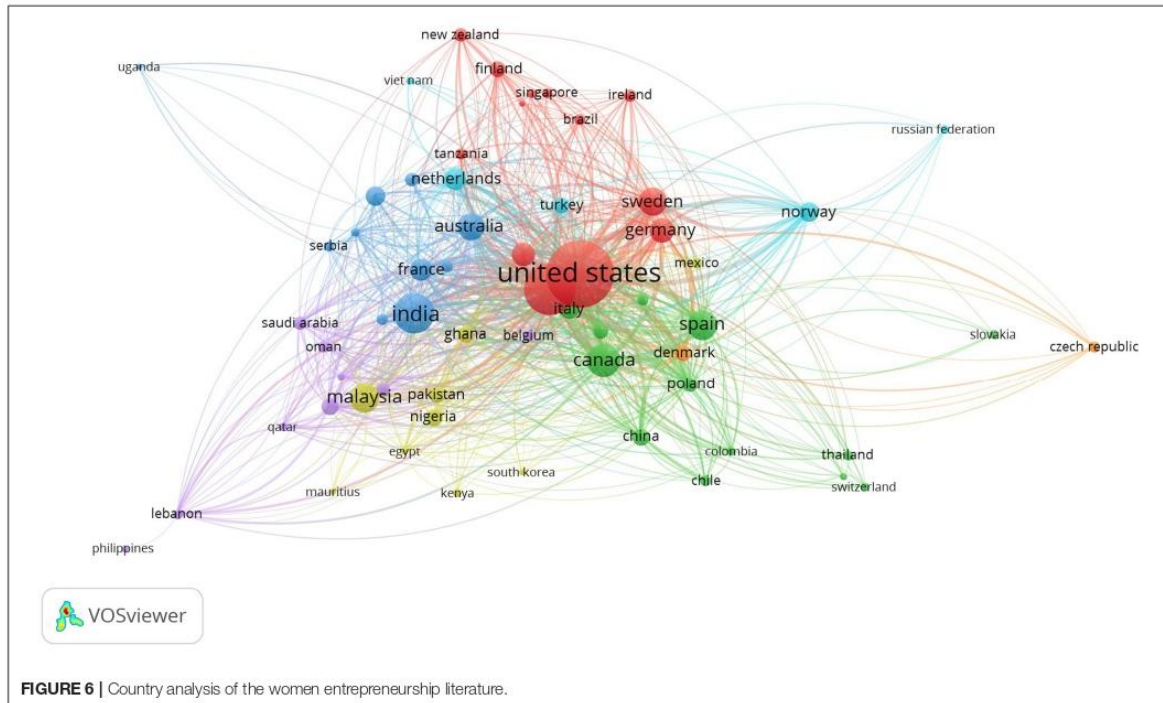 new zealand
uganda
finland
viet nam
singapore
ireland
brazil
russian federation
tanzania
netherlands
sweden
turkey
norway
australia
germany
serbia
mexico
france
united states
india
italy
saudi arabia
ghana
belgium
spain
slovakia
oman
canada
denmark
czech republic
malaysia
pakistan
poland
nigeria
qatar
china
egypt
colombia
thailand
south korea
chile
switzerland
mauritius
kenya
lebanon
philippines
VOSviewer
FIGURE 6 | Country analysis of the women entrepreneurship literature.